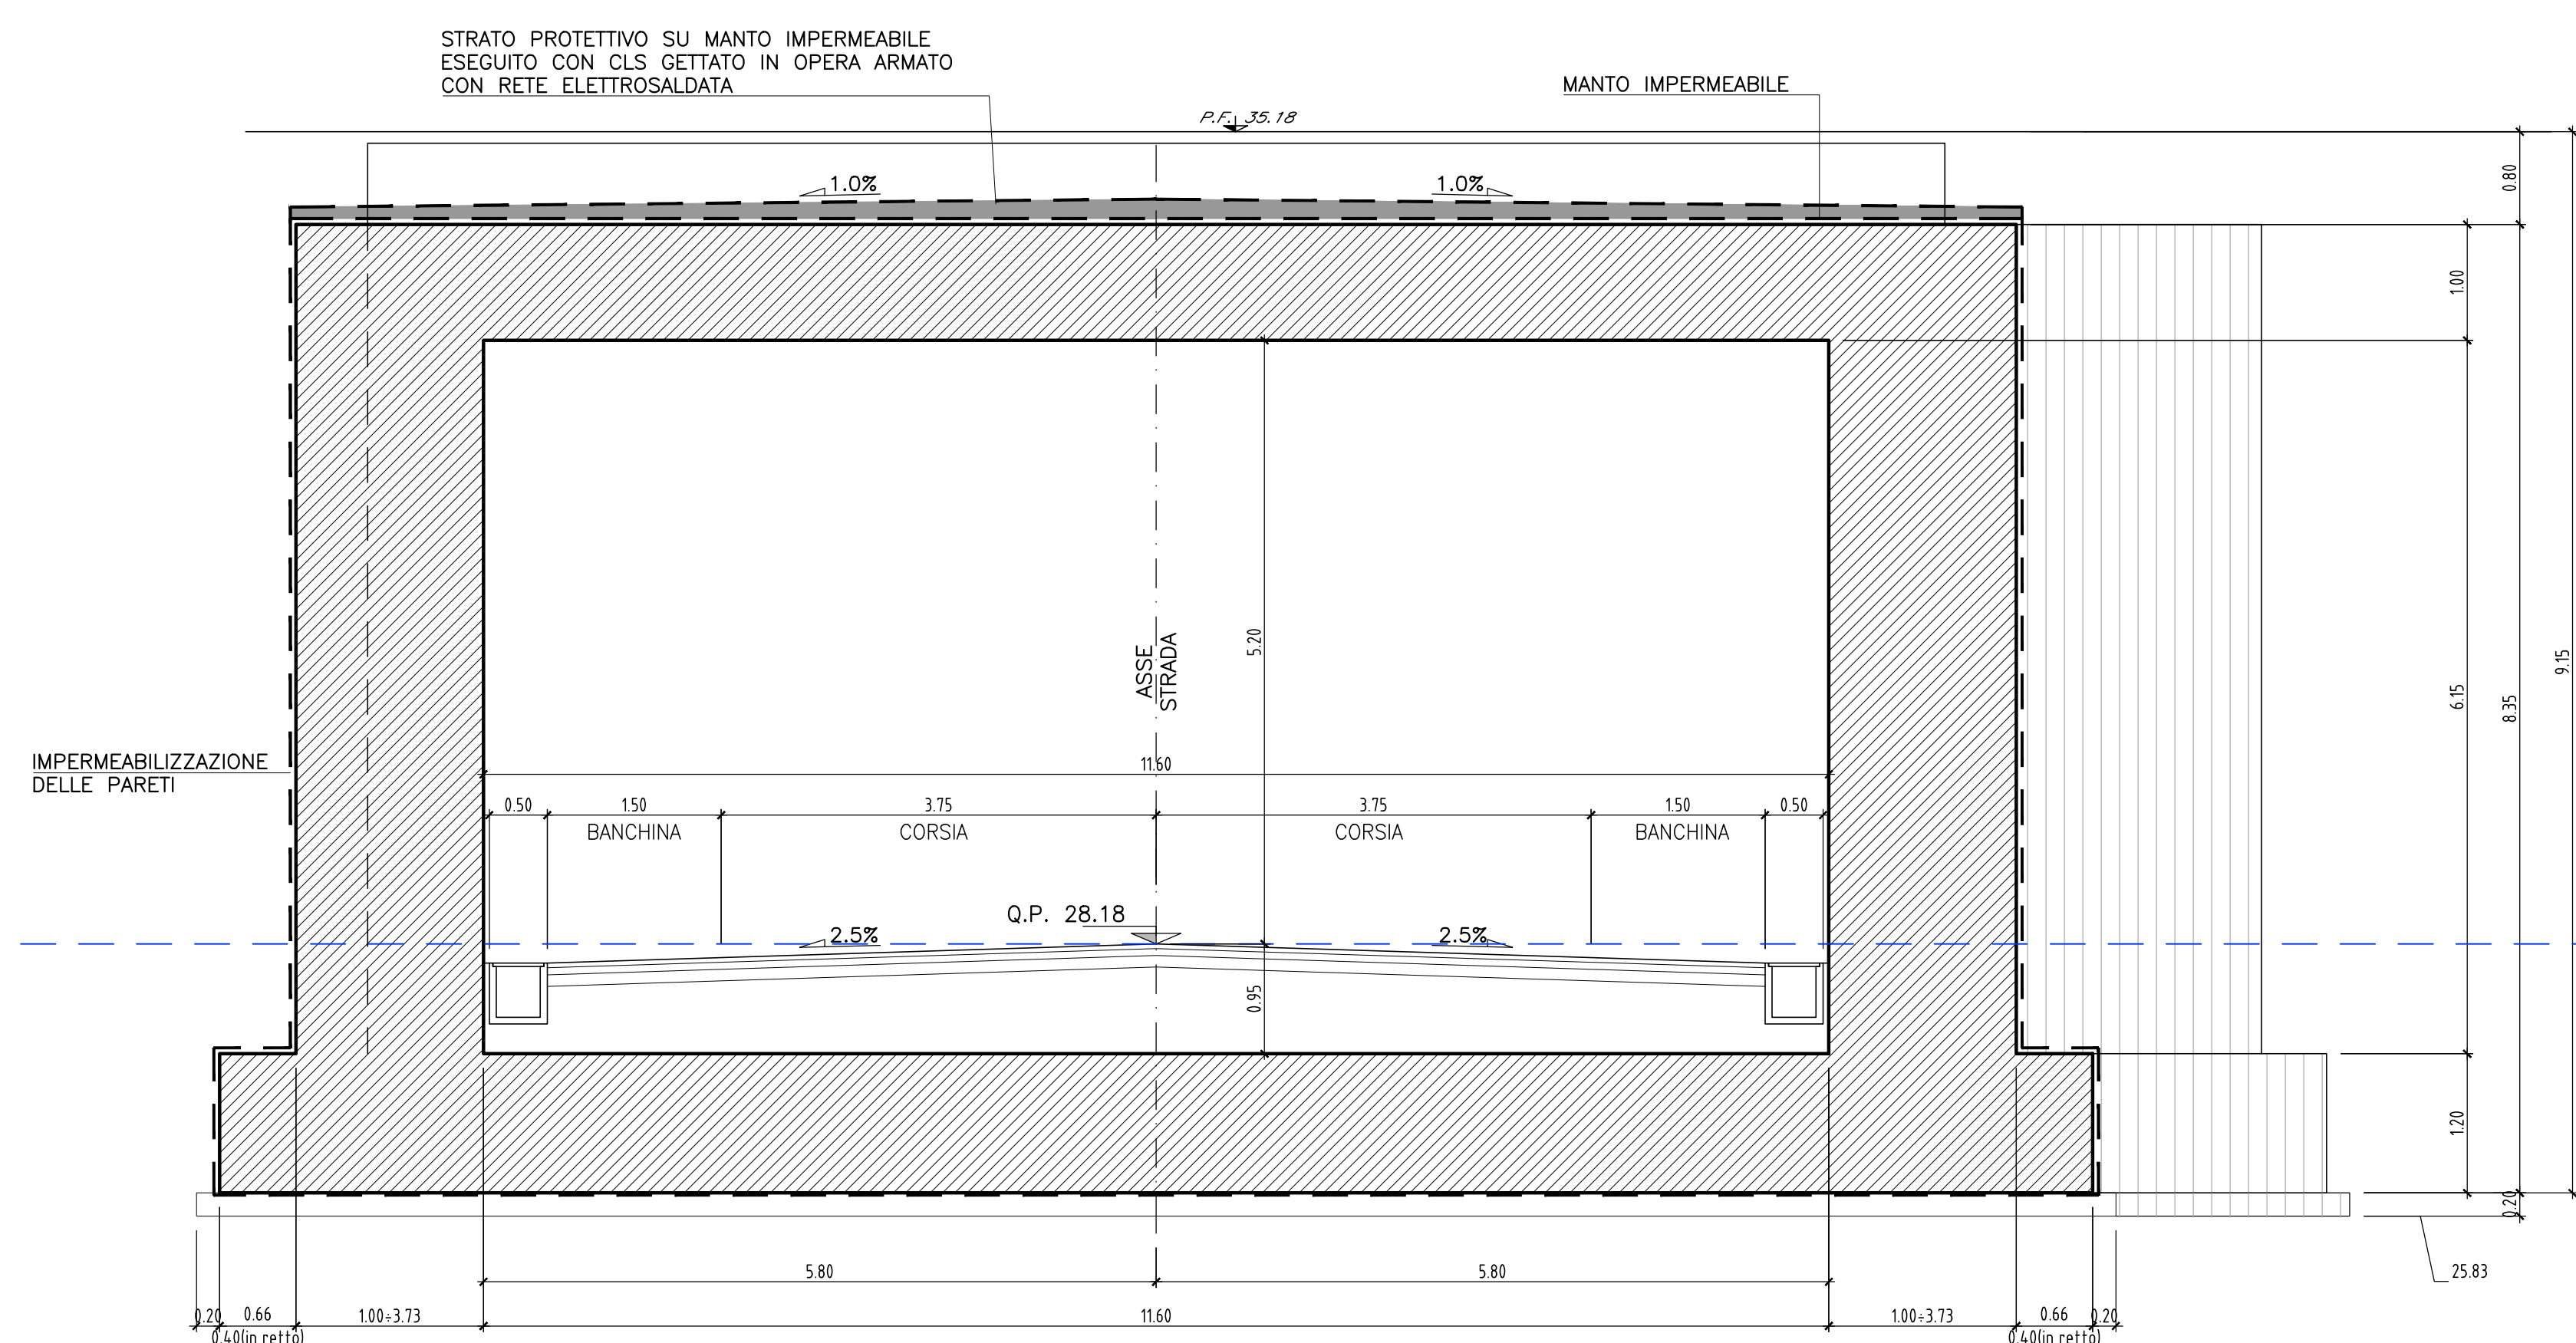 STRATO PROTETTIVO SU MANTO IMPERMEABILE
ESEGUITO CON CLS GETTATO IN OPERA ARMATO
CON RETE ELETTROSALDATA
MANTO IMPERMEABILE
P.F. 35.18
1.0%
1.0%
0.80
1.00
5.20
6.15
8.35
9.15
ASSE
STRADA
IMPERMEABILIZZAZIONE
DELLE PARETI
11.60
0.50
1.50
3.75
3.75
1.50
0.50
BANCHINA
CORSIA
CORSIA
BANCHINA
Q.P. 28.18
2.5%
2.5%
0.95
1.20
0.20
25.83
5.80
5.80
0.20
0.66
1.00÷3.73
11.60
1.00÷3.73
0.66
0.20
0.40(in retto)
0.40(in retto)